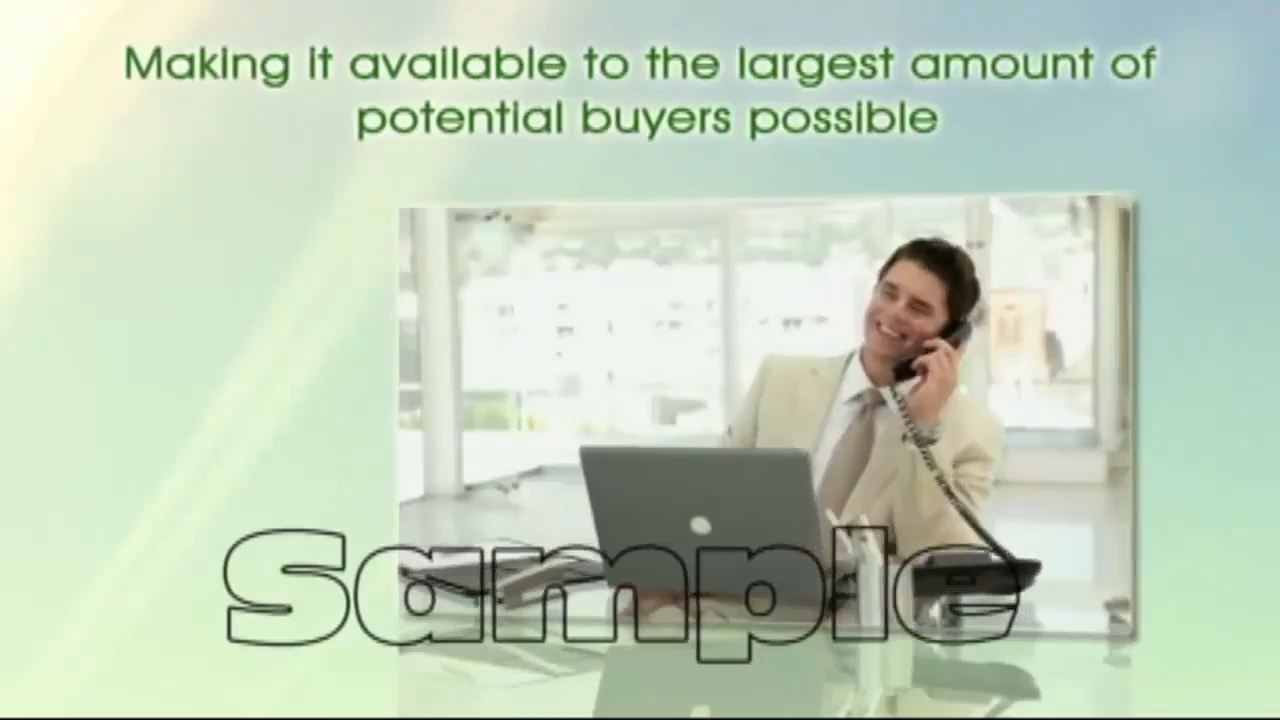 Making it available to the largest amount of
potential buyers possible
Sample